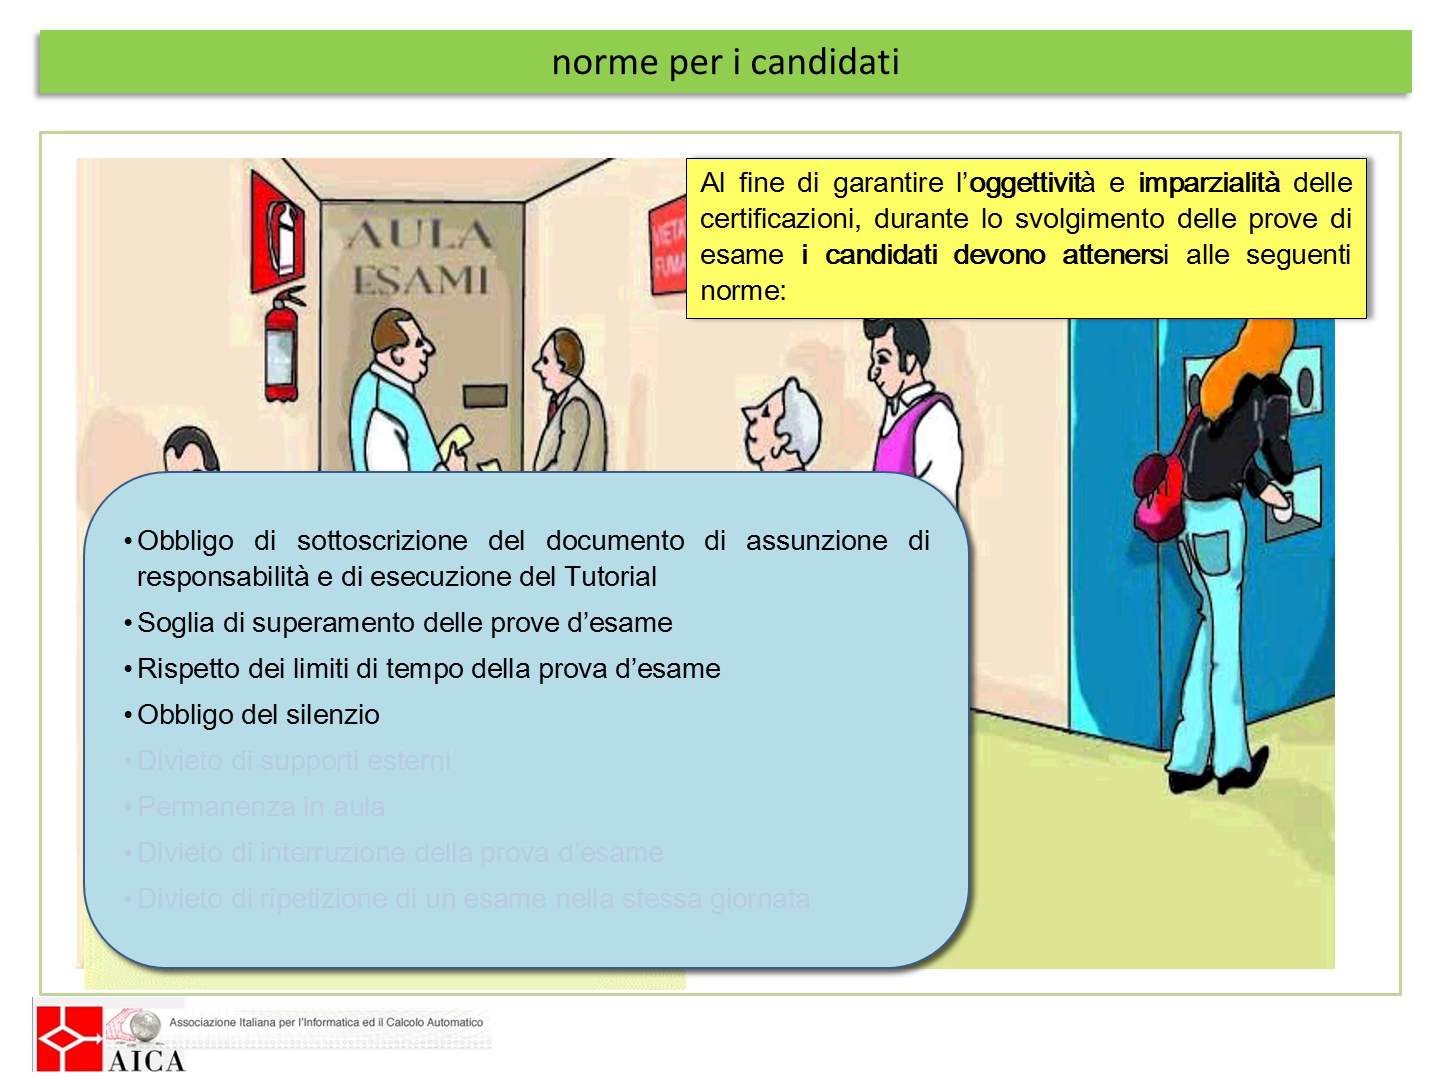 norme per i candidati
AULA
ESAMI
VIETA
FUMA
Al fine di garantire l’oggettività e imparzialità delle
certificazioni, durante lo svolgimento delle prove di
esame i candidati devono attenersi alle seguenti
norme:
•Obbligo di sottoscrizione del documento di assunzione di
responsabilità e di esecuzione del Tutorial
•Soglia di superamento delle prove d’esame
•Rispetto dei limiti di tempo della prova d’esame
•Obbligo del silenzio
•Divieto di supporti esterni
•Permanenza in aula
•Divieto di interruzione della prova d’esame
•Divieto di ripetizione di un esame nella stessa giornata
Associazione Italiana per l'Informatica ed il Calcolo Automatico
AICA